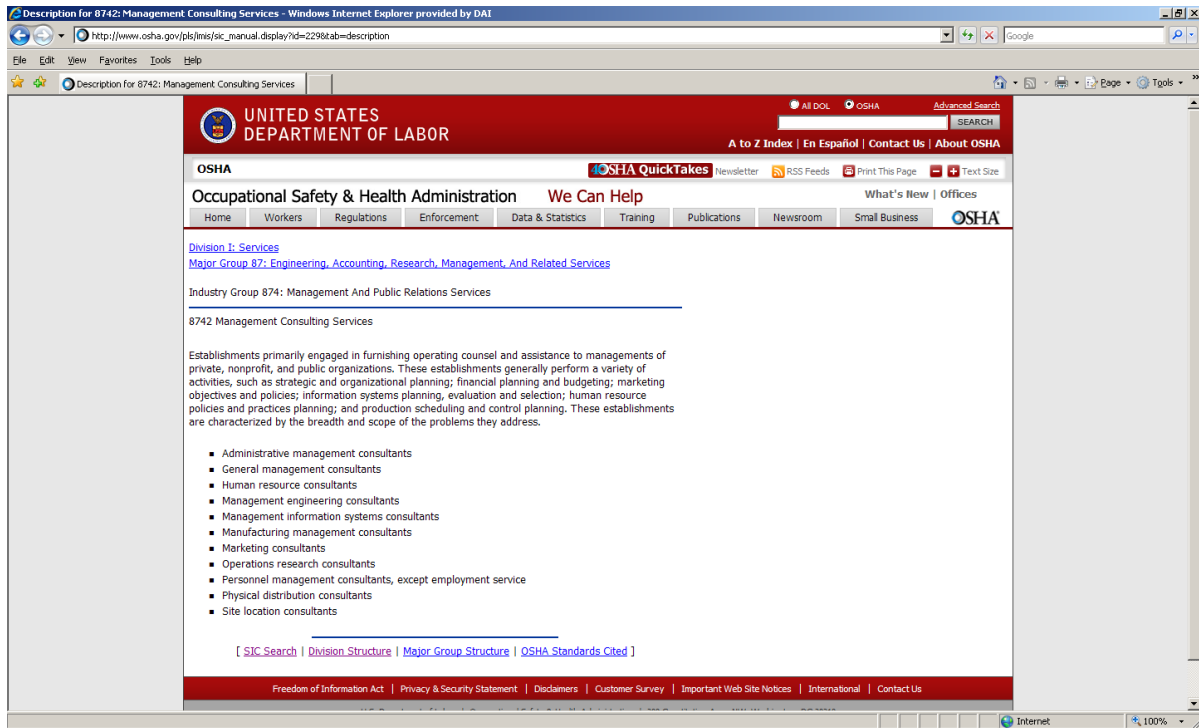 Description for 8742: Management Consulting Services - Windows Internet Explorer provided by DAI
http://www.osha.gov/pls/imis/sic_manual.display?id=229&tab=description
Google
File Edit View Favorites Tools Help
Description for 8742: Management Consulting Services
Page Tools
UNITED STATES
DEPARTMENT OF LABOR
All DOL OSHA Advanced Search
SEARCH
A to Z Index | En Español | Contact Us | About OSHA
OSHA
40 OSHA QuickTakes Newsletter RSS Feeds Print This Page Text Size
Occupational Safety & Health Administration We Can Help
What's New | Offices
Home Workers Regulations Enforcement Data & Statistics Training Publications Newsroom Small Business OSHA
Division I: Services
Major Group 87: Engineering, Accounting, Research, Management, And Related Services
Industry Group 874: Management And Public Relations Services
8742 Management Consulting Services
Establishments primarily engaged in furnishing operating counsel and assistance to managements of
private, nonprofit, and public organizations. These establishments generally perform a variety of
activities, such as strategic and organizational planning; financial planning and budgeting; marketing
objectives and policies; information systems planning, evaluation and selection; human resource
policies and practices planning; and production scheduling and control planning. These establishments
are characterized by the breadth and scope of the problems they address.
Administrative management consultants
General management consultants
Human resource consultants
Management engineering consultants
Management information systems consultants
Manufacturing management consultants
Marketing consultants
Operations research consultants
Personnel management consultants, except employment service
Physical distribution consultants
Site location consultants
[ SIC Search | Division Structure | Major Group Structure | OSHA Standards Cited ]
Freedom of Information Act | Privacy & Security Statement | Disclaimers | Customer Survey | Important Web Site Notices | International | Contact Us
Internet
100%